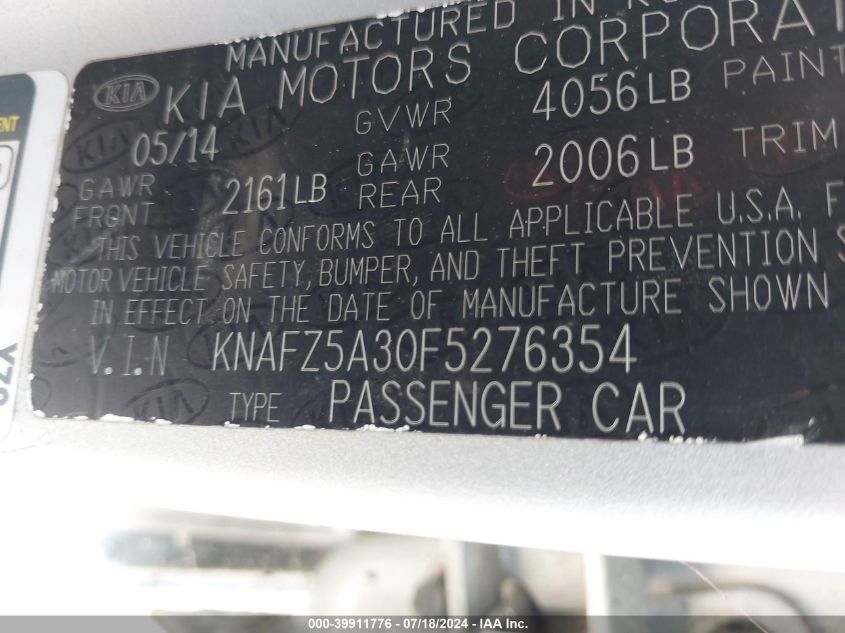 MANUFACTURED IN
KIA KIA MOTORS CORPORAT
05/14 GVWR 4056LB PAINT
GAWR FRONT 2161LB GAWR REAR 2006LB TRIM
THIS VEHICLE CONFORMS TO ALL APPLICABLE U.S.A. F
MOTOR VEHICLE SAFETY, BUMPER, AND THEFT PREVENTION S
IN EFFECT ON THE DATE OF MANUFACTURE SHOWN
V.I.N KNAFZ5A30F5276354
TYPE PASSENGER CAR
000-39911776 / 07/18/2024 - IAA Inc.